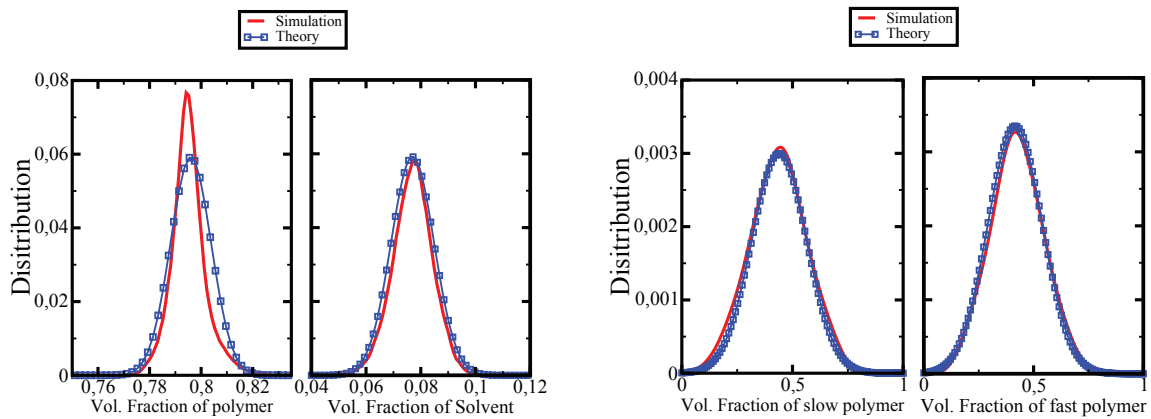 Simulation
Theory
Simulation
Theory
Disitribution
0,08
0,06
0,04
0,02
0
0,76 0,78 0,8 0,82
Vol. Fraction of polymer
0,04 0,06 0,08 0,1 0,12
Vol. Fraction of Solvent
Disitribution
0,004
0,003
0,002
0,001
0
0 0,5 1
Vol. Fraction of slow polymer
0 0,5 1
Vol. Fraction of fast polymer